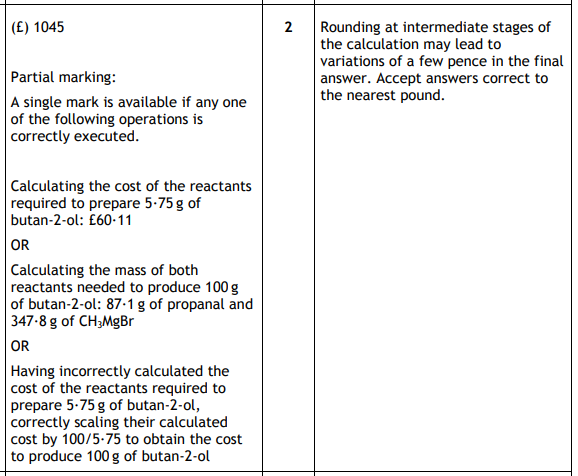 (£) 1045
2
Rounding at intermediate stages of
the calculation may lead to
variations of a few pence in the final
answer. Accept answers correct to
the nearest pound.
Partial marking:
A single mark is available if any one
of the following operations is
correctly executed.
Calculating the cost of the reactants
required to prepare 5·75 g of
butan-2-ol: £60·11
OR
Calculating the mass of both
reactants needed to produce 100 g
of butan-2-ol: 87·1 g of propanal and
347·8 g of CH₃MgBr
OR
Having incorrectly calculated the
cost of the reactants required to
prepare 5·75 g of butan-2-ol,
correctly scaling their calculated
cost by 100/5·75 to obtain the cost
to produce 100 g of butan-2-ol